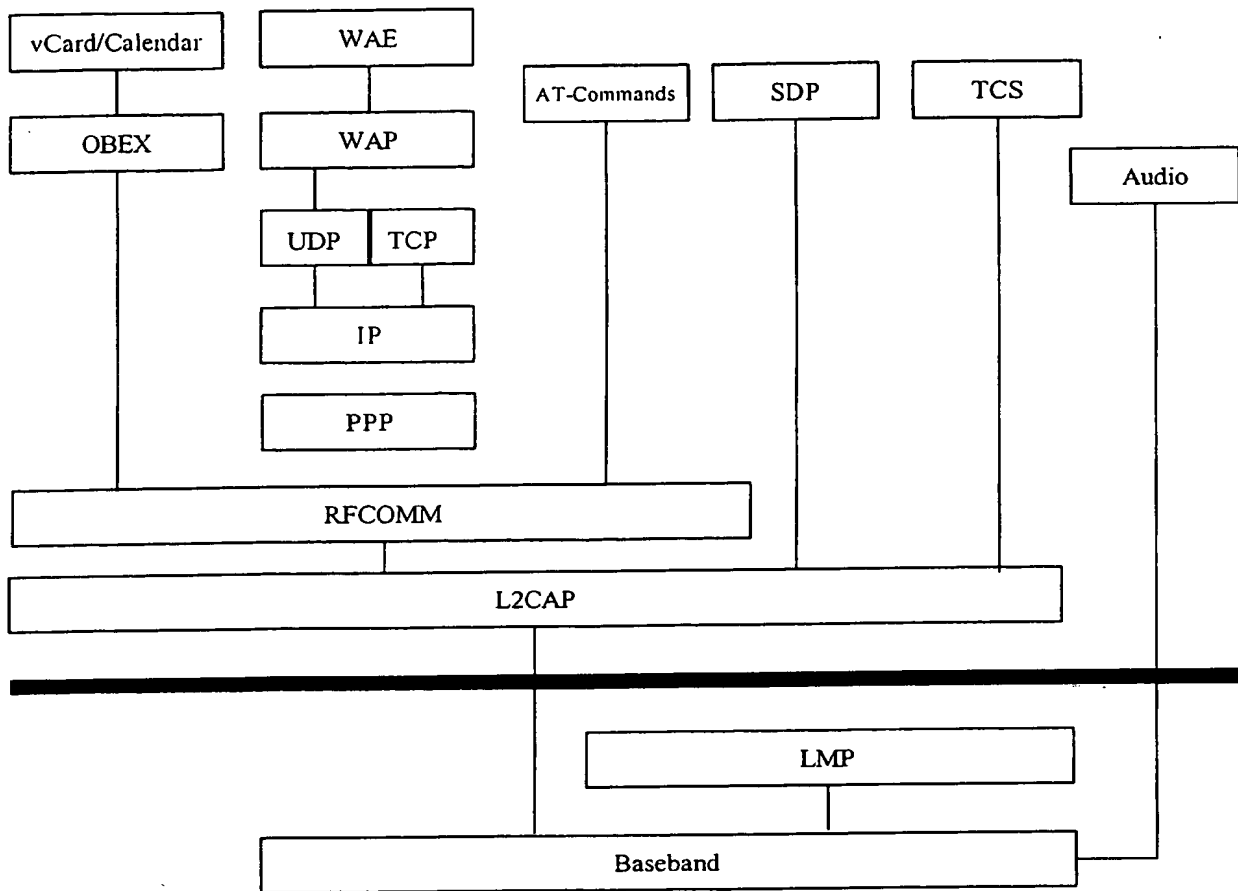 vCard/Calendar
WAE
AT-Commands
SDP
TCS
OBEX
WAP
Audio
UDP
TCP
IP
PPP
RFCOMM
L2CAP
LMP
Baseband